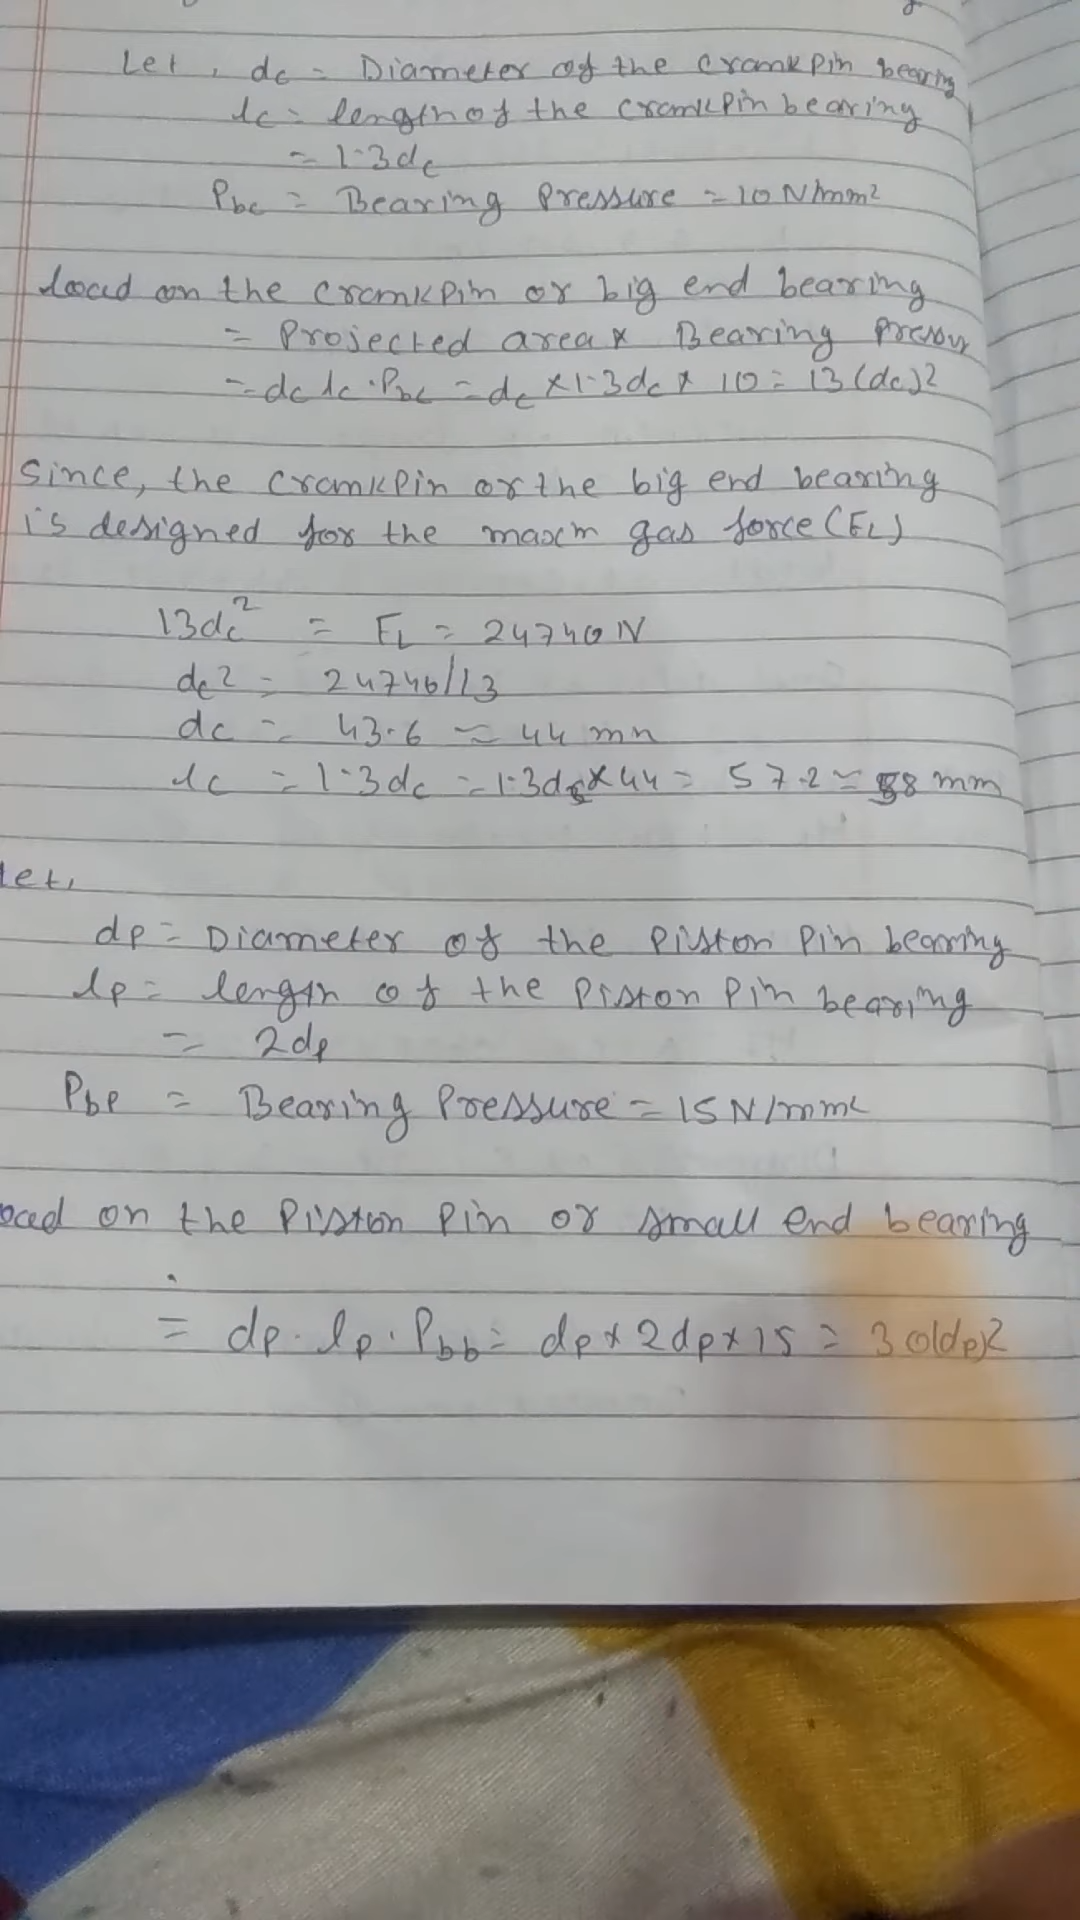 Let, dc = Diameter of the crankpin bearing
lc = length of the crankpin bearing
= 1.3dc
Pbc = Bearing Pressure = 10 N/mm²
Load on the crankpin or big end bearing
= Projected area × Bearing Pressur
= dc lc . Pbc = dc × 1.3dc × 10 = 13 (dc)2
Since, the crankpin or the big end bearing
is designed for the maxm gas force (FL)
13dc² = FL = 24740 N
dc2 = 24740/13
dc = 43.6 ≈ 44 mm
lc = 1.3dc = 1.3dc×44 = 57.2 ≈ 58 mm
let,
dp = Diameter of the Piston Pin bearing
lp = length of the Piston Pin bearing
= 2dp
Pbp = Bearing Pressure = 15 N/mm2
oad on the Piston Pin or small end bearing
= dp . lp . Pbb = dp × 2dp × 15 = 30(dp)2